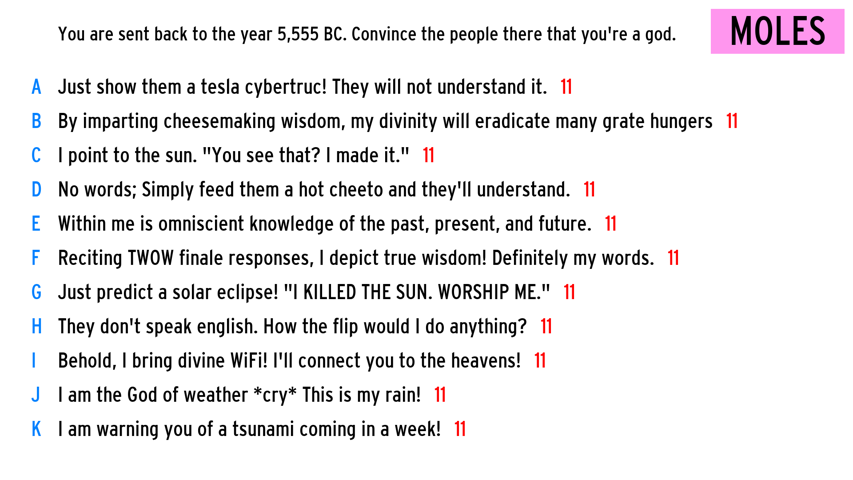 You are sent back to the year 5,555 BC. Convince the people there that you're a god.
MOLES
A Just show them a tesla cybertruc! They will not understand it. 11
B By imparting cheesemaking wisdom, my divinity will eradicate many grate hungers 11
C I point to the sun. "You see that? I made it." 11
D No words; Simply feed them a hot cheeto and they'll understand. 11
E Within me is omniscient knowledge of the past, present, and future. 11
F Reciting TWOW finale responses, I depict true wisdom! Definitely my words. 11
G Just predict a solar eclipse! "I KILLED THE SUN. WORSHIP ME." 11
H They don't speak english. How the flip would I do anything? 11
I Behold, I bring divine WiFi! I'll connect you to the heavens! 11
J I am the God of weather *cry* This is my rain! 11
K I am warning you of a tsunami coming in a week! 11